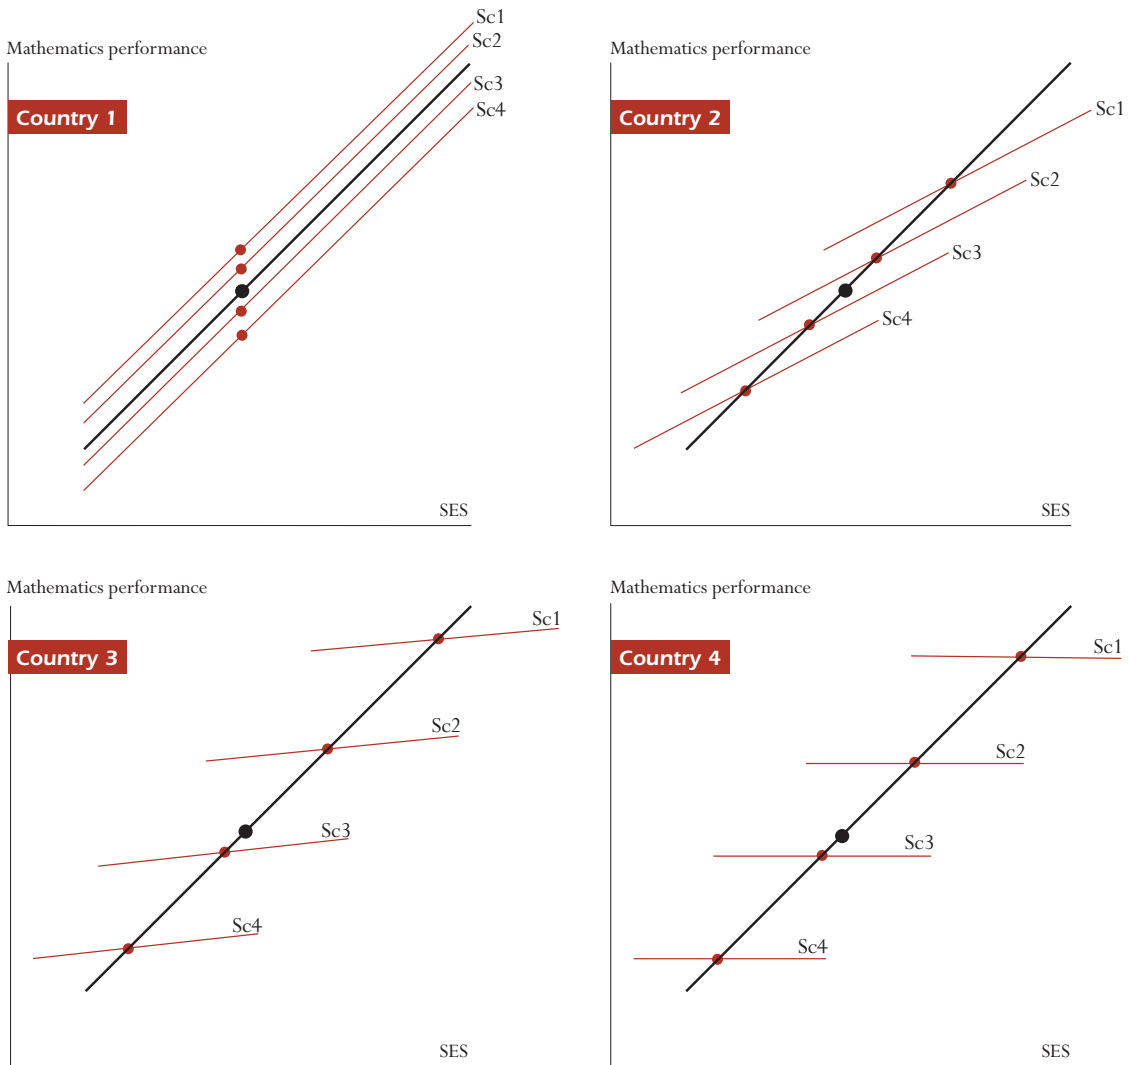 Mathematics performance
Country 1
Sc1
Sc2
Sc3
Sc4
SES
Mathematics performance
Country 2
Sc1
Sc2
Sc3
Sc4
SES
Mathematics performance
Country 3
Sc1
Sc2
Sc3
Sc4
SES
Mathematics performance
Country 4
Sc1
Sc2
Sc3
Sc4
SES